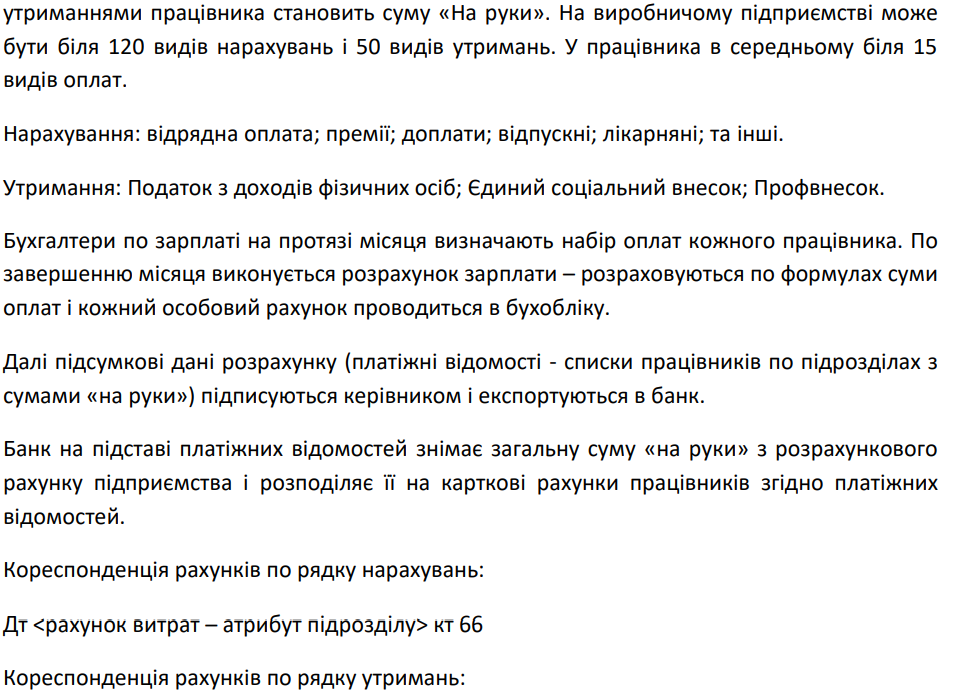 утриманнями працівника становить суму «На руки». На виробничому підприємстві може
бути біля 120 видів нарахувань і 50 видів утримань. У працівника в середньому біля 15
видів оплат.
Нарахування: відрядна оплата; премії; доплати; відпускні; лікарняні; та інші.
Утримання: Податок з доходів фізичних осіб; Єдиний соціальний внесок; Профвнесок.
Бухгалтери по зарплаті на протязі місяця визначають набір оплат кожного працівника. По
завершенню місяця виконується розрахунок зарплати – розраховуються по формулах суми
оплат і кожний особовий рахунок проводиться в бухобліку.
Далі підсумкові дані розрахунку (платіжні відомості - списки працівників по підрозділах з
сумами «на руки») підписуються керівником і експортуються в банк.
Банк на підставі платіжних відомостей знімає загальну суму «на руки» з розрахункового
рахунку підприємства і розподіляє її на карткові рахунки працівників згідно платіжних
відомостей.
Кореспонденція рахунків по рядку нарахувань:
Дт <рахунок витрат – атрибут підрозділу> кт 66
Кореспонденція рахунків по рядку утримань: